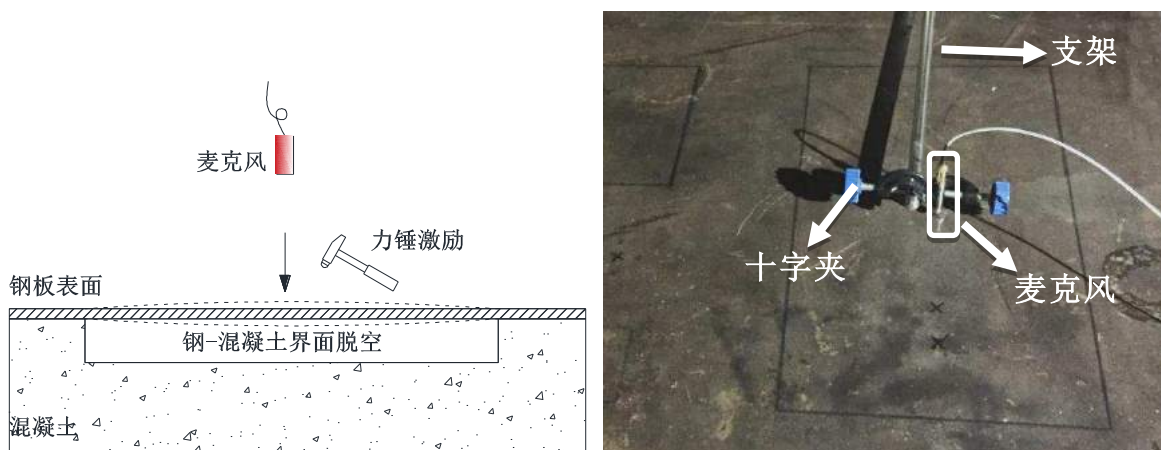 麦克风
力锤激励
钢板表面
钢-混凝土界面脱空
混凝土
支架
十字夹
麦克风